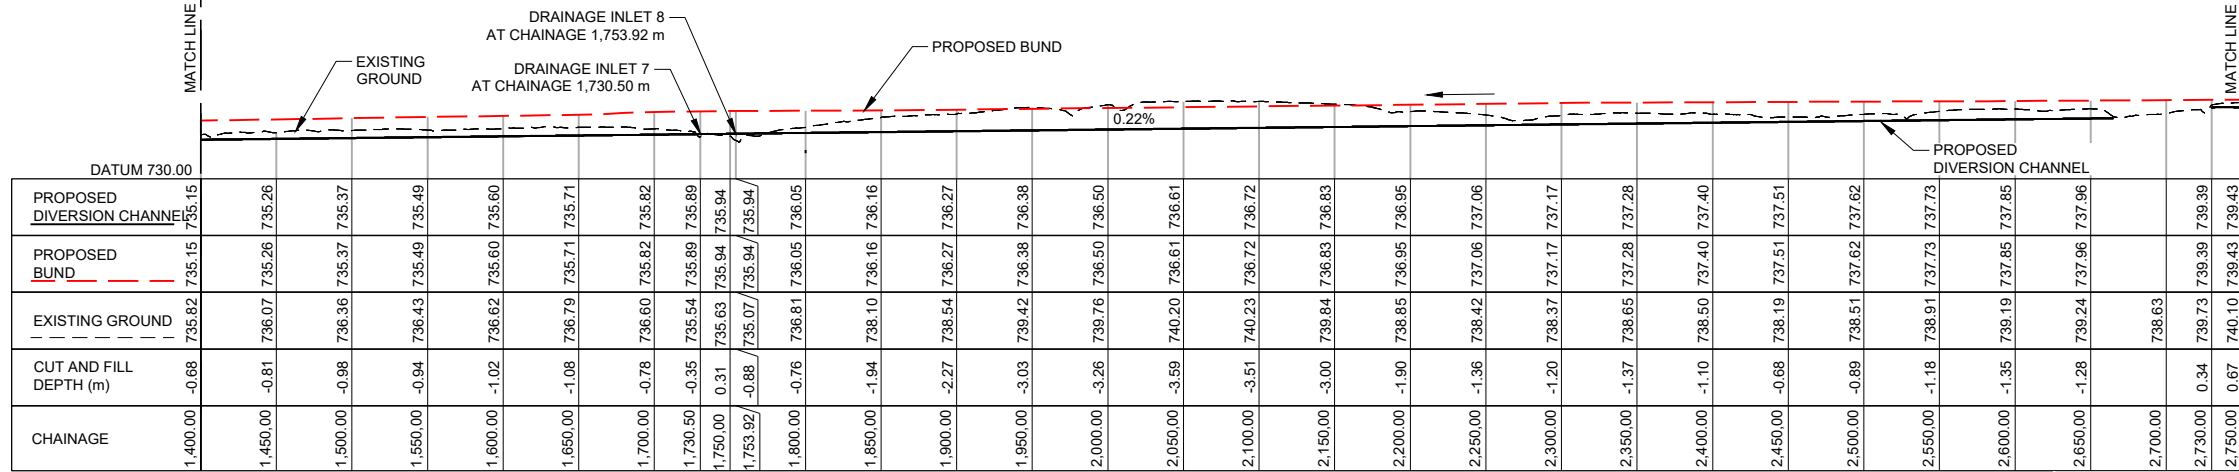 MATCH LINE
DRAINAGE INLET 8
AT CHAINAGE 1,753.92 m
EXISTING
GROUND
DRAINAGE INLET 7
AT CHAINAGE 1,730.50 m
PROPOSED BUND
0.22%
PROPOSED
DIVERSION CHANNEL
MATCH LINE
DATUM 730.00
PROPOSED
DIVERSION CHANNEL
735.15 735.26 735.37 735.49 735.60 735.71 735.82 735.89 735.94 735.94 736.05 736.16 736.27 736.38 736.50 736.61 736.72 736.83 736.95 737.06 737.17 737.28 737.40 737.51 737.62 737.73 737.85 737.96 739.39 739.43
PROPOSED
BUND
735.15 735.26 735.37 735.49 735.60 735.71 735.82 735.89 735.94 735.94 736.05 736.16 736.27 736.38 736.50 736.61 736.72 736.83 736.95 737.06 737.17 737.28 737.40 737.51 737.62 737.73 737.85 737.96 739.39 739.43
EXISTING GROUND
735.82 736.07 736.36 736.43 736.62 736.79 736.60 735.54 735.63 735.07 736.81 738.10 738.54 739.42 739.76 740.20 740.23 739.84 738.85 738.42 738.37 738.65 738.50 738.19 738.51 738.91 739.19 739.24 738.63 739.73 740.10
CUT AND FILL
DEPTH (m)
-0.68 -0.81 -0.98 -0.94 -1.02 -1.08 -0.78 -0.35 0.31 -0.88 -0.76 -1.94 -2.27 -3.03 -3.26 -3.59 -3.51 -3.00 -1.90 -1.36 -1.20 -1.37 -1.10 -0.68 -0.89 -1.18 -1.35 -1.28 0.34 0.67
CHAINAGE
1,400.00 1,450,00 1,500.00 1,550,00 1,600.00 1,650,00 1,700.00 1,730.50 1,750,00 1,753.92 1,800.00 1,850,00 1,900.00 1,950,00 2,000.00 2,050,00 2,100.00 2,150,00 2,200.00 2,250,00 2,300.00 2,350,00 2,400.00 2,450,00 2,500.00 2,550,00 2,600.00 2,650,00 2,700.00 2,730.00 2,750.00